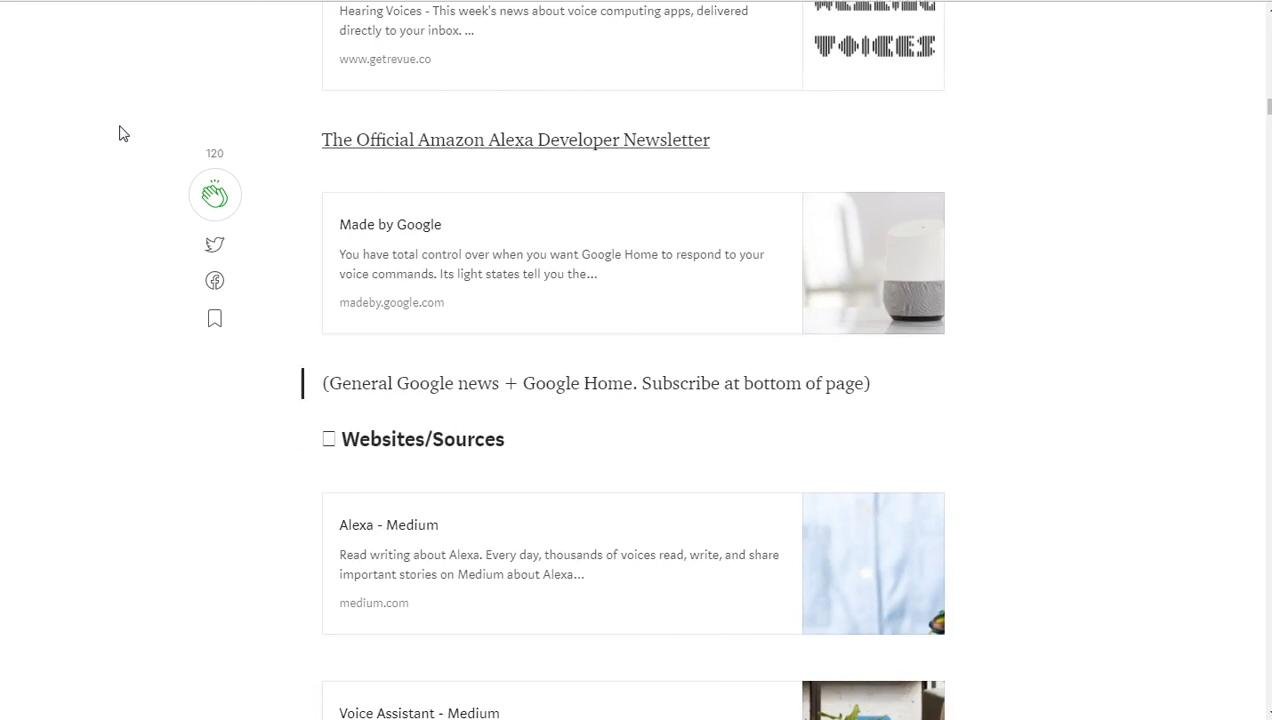 Hearing Voices - This week's news about voice computing apps, delivered
directly to your inbox. ...
VOICES
www.getrevue.co
The Official Amazon Alexa Developer Newsletter
120
Made by Google
You have total control over when you want Google Home to respond to your
voice commands. Its light states tell you the...
madeby.google.com
(General Google news + Google Home. Subscribe at bottom of page)
Websites/Sources
Alexa - Medium
Read writing about Alexa. Every day, thousands of voices read, write, and share
important stories on Medium about Alexa...
medium.com
Voice Assistant - Medium